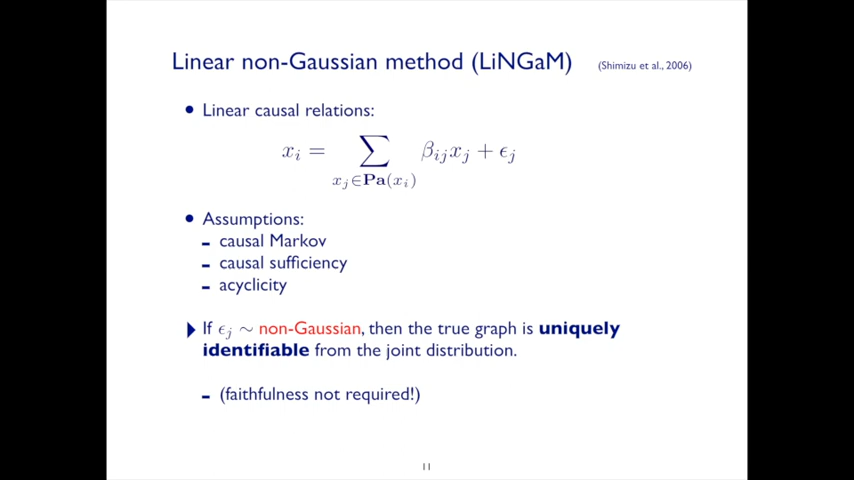 Linear non-Gaussian method (LiNGaM) (Shimizu et al., 2006)
• Linear causal relations:
x_i = ∑_{x_j∈Pa(x_i)} β_{ij}x_j + ϵ_j
• Assumptions:
- causal Markov
- causal sufficiency
- acyclicity
▸ If ϵ_j ∼ non-Gaussian, then the true graph is uniquely
identifiable from the joint distribution.
- (faithfulness not required!)
11